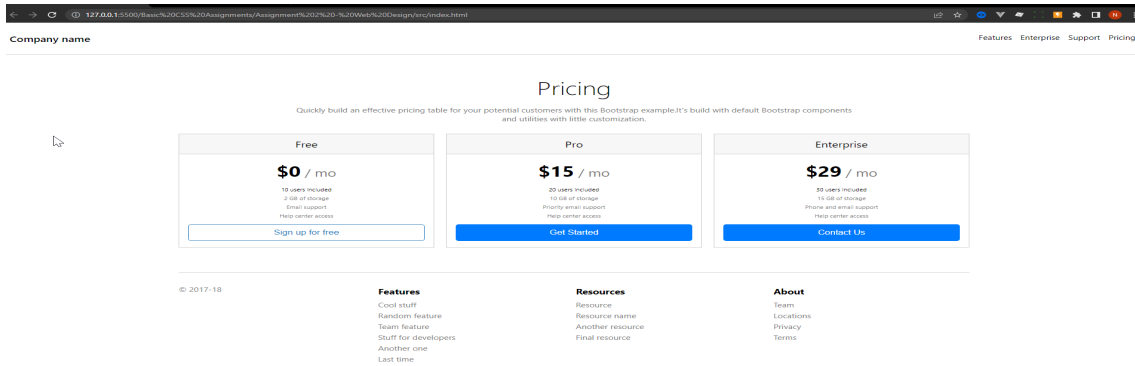 127.0.0.1:5500/Basic%20CSS%20Assignments/Assignment%202%20-%20Web%20Design/src/index.html
N
Company name
Features Enterprise Support Pricing
Pricing
Quickly build an effective pricing table for your potential customers with this Bootstrap example.It's build with default Bootstrap components
and utilities with little customization.
Free
$0 / mo
10 users included
2 GB of storage
Email support
Help center access
Sign up for free
Pro
$15 / mo
20 users included
10 GB of storage
Priority email support
Help center access
Get Started
Enterprise
$29 / mo
30 users included
15 GB of storage
Phone and email support
Help center access
Contact Us
© 2017-18
Features
Cool stuff
Random feature
Team feature
Stuff for developers
Another one
Last time
Resources
Resource
Resource name
Another resource
Final resource
About
Team
Locations
Privacy
Terms